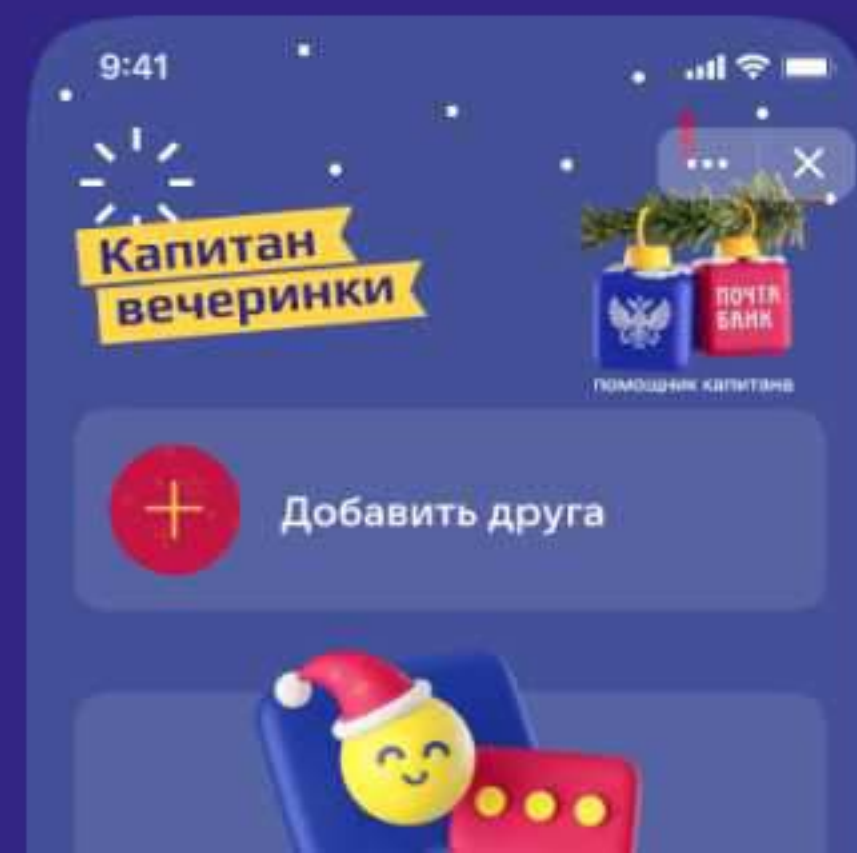 9:41
Капитан
вечеринки
ПОЧТА
БАНК
помощник капитана
Добавить друга